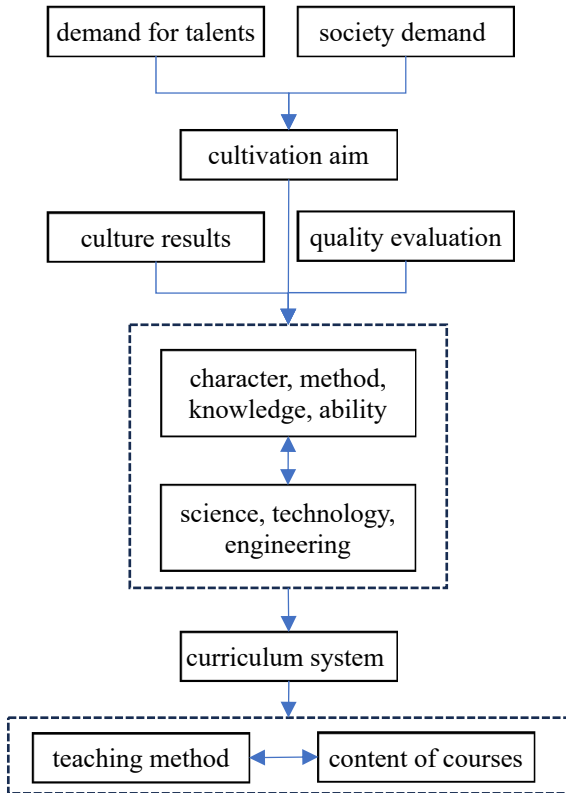 demand for talents
society demand
cultivation aim
culture results
quality evaluation
character, method,
knowledge, ability
science, technology,
engineering
curriculum system
teaching method
content of courses